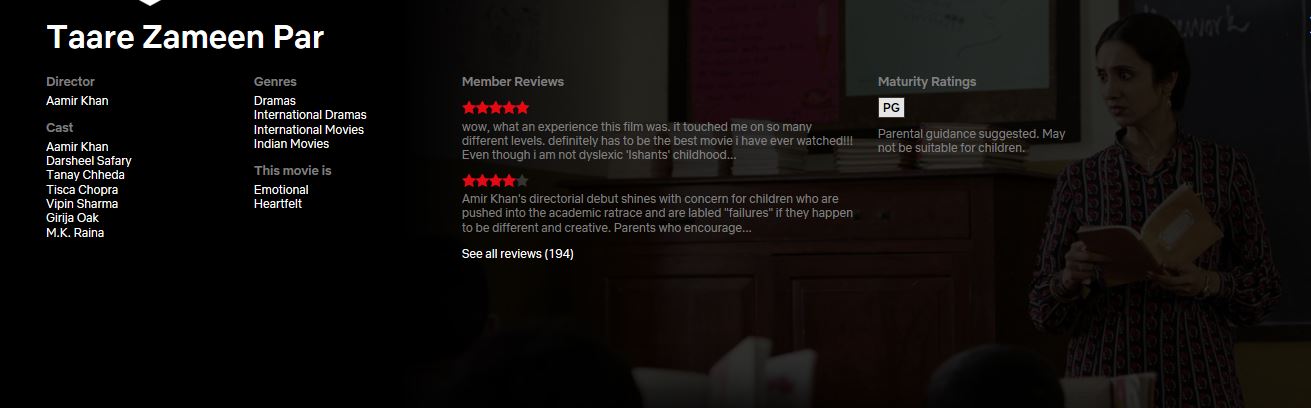 Taare Zameen Par
Director
Aamir Khan
Cast
Aamir Khan
Darsheel Safary
Tanay Chheda
Tisca Chopra
Vipin Sharma
Girija Oak
M.K. Raina
Genres
Dramas
International Dramas
International Movies
Indian Movies
This movie is
Emotional
Heartfelt
Member Reviews
wow, what an experience this film was. it touched me on so many
different levels. definitely has to be the best movie i have ever watched!!!
Even though i am not dyslexic 'Ishants' childhood...
Amir Khan's directorial debut shines with concern for children who are
pushed into the academic ratrace and are labled "failures" if they happen
to be different and creative. Parents who encourage...
See all reviews (194)
Maturity Ratings
PG
Parental guidance suggested. May
not be suitable for children.